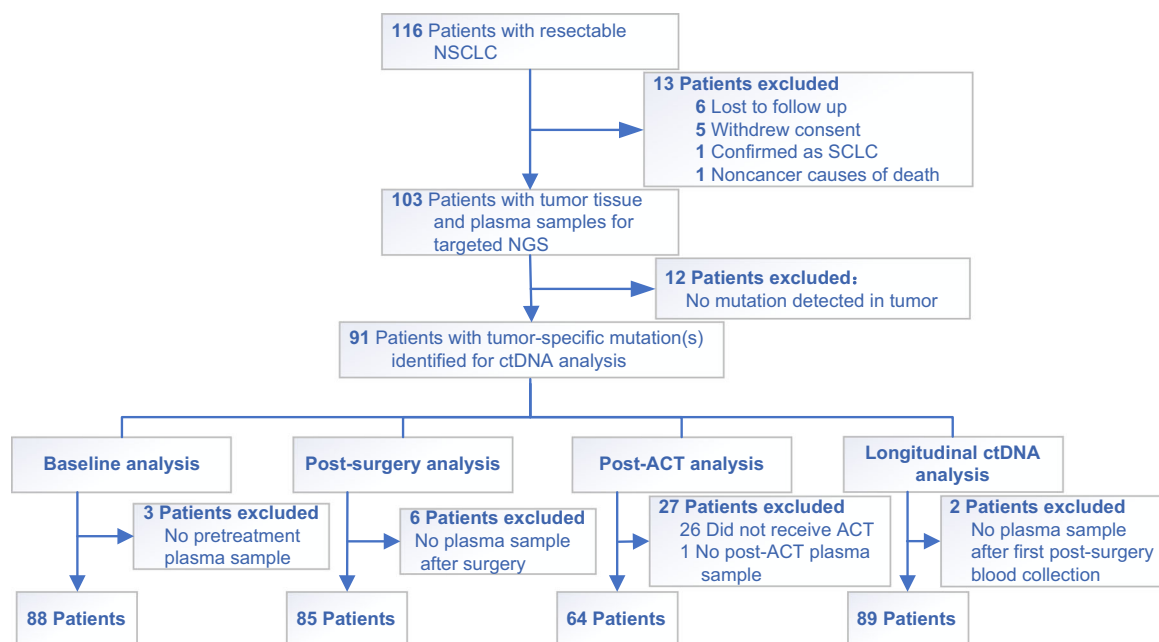 116 Patients with resectable
NSCLC
13 Patients excluded
6 Lost to follow up
5 Withdrew consent
1 Confirmed as SCLC
1 Noncancer causes of death
103 Patients with tumor tissue
and plasma samples for
targeted NGS
12 Patients excluded：
No mutation detected in tumor
91 Patients with tumor-specific mutation(s)
identified for ctDNA analysis
Baseline analysis
3 Patients excluded
No pretreatment
plasma sample
88 Patients
Post-surgery analysis
6 Patients excluded
No plasma sample
after surgery
85 Patients
Post-ACT analysis
27 Patients excluded
26 Did not receive ACT
1 No post-ACT plasma
sample
64 Patients
Longitudinal ctDNA
analysis
2 Patients excluded
No plasma sample
after first post-surgery
blood collection
89 Patients